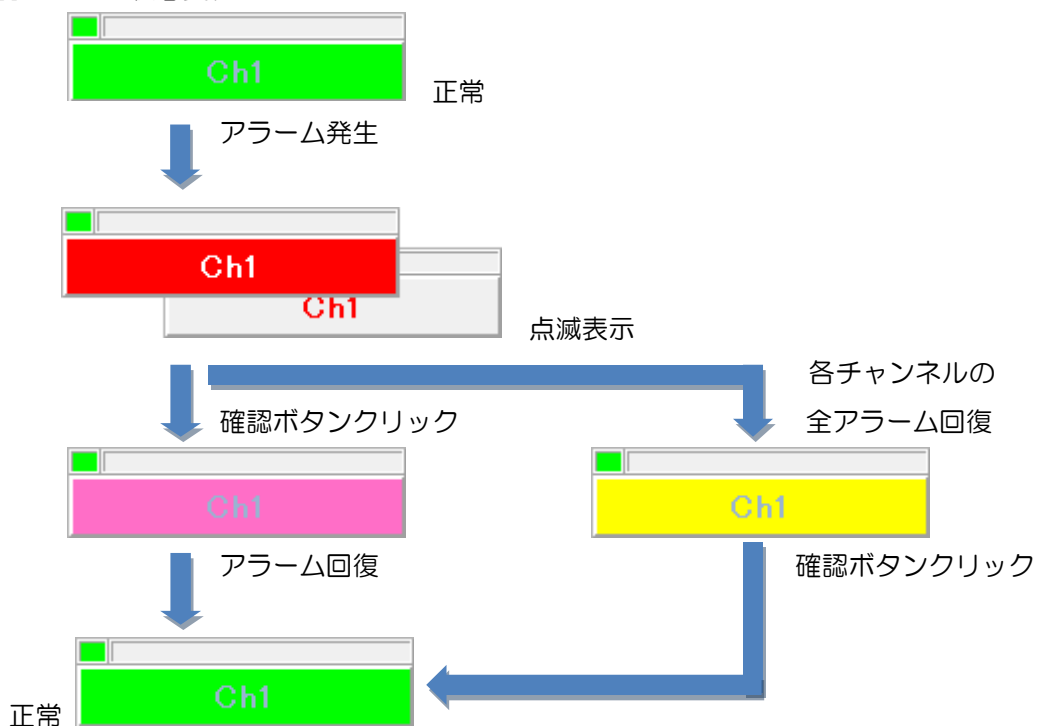 Ch1
正常
アラーム発生
Ch1
Ch1
点滅表示
各チャンネルの
全アラーム回復
確認ボタンクリック
Ch1
Ch1
アラーム回復
確認ボタンクリック
Ch1
正常